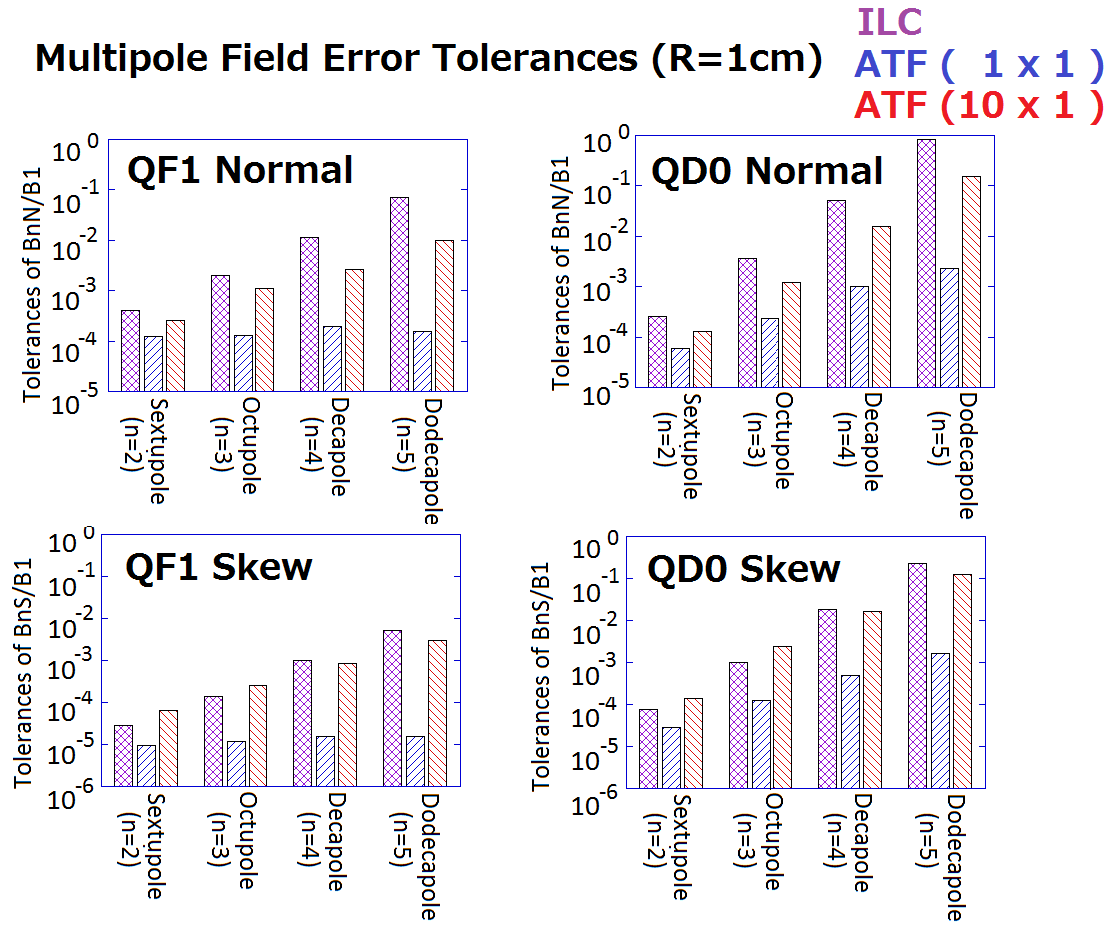 ILC
Multipole Field Error Tolerances (R=1cm)
ATF ( 1 x 1 )
ATF (10 x 1 )
QF1 Normal
Tolerances of BnN/B1
10 0
10 -1
10 -2
10 -3
10 -4
10 -5
Sextupole
(n=2)
Octupole
(n=3)
Decapole
(n=4)
Dodecapole
(n=5)
QD0 Normal
Tolerances of BnN/B1
10 0
10 -1
10 -2
10 -3
10 -4
10 -5
Sextupole
(n=2)
Octupole
(n=3)
Decapole
(n=4)
Dodecapole
(n=5)
QF1 Skew
Tolerances of BnS/B1
10 0
10 -1
10 -2
10 -3
10 -4
10 -5
10 -6
Sextupole
(n=2)
Octupole
(n=3)
Decapole
(n=4)
Dodecapole
(n=5)
QD0 Skew
Tolerances of BnS/B1
10 0
10 -1
10 -2
10 -3
10 -4
10 -5
10 -6
Sextupole
(n=2)
Octupole
(n=3)
Decapole
(n=4)
Dodecapole
(n=5)